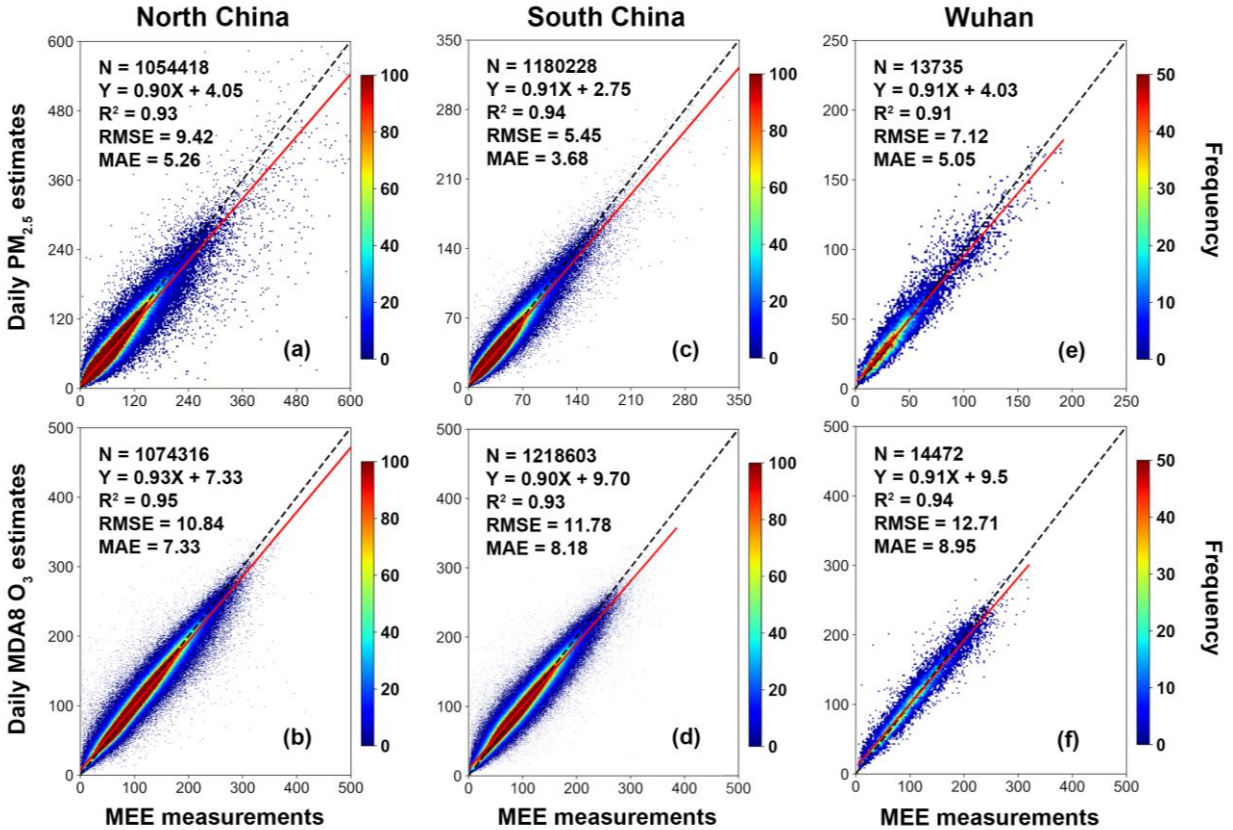 North China
South China
Wuhan
Daily PM2.5 estimates
600
480
360
240
120
0
N = 1054418
Y = 0.90X + 4.05
R² = 0.93
RMSE = 9.42
MAE = 5.26
(a)
0 120 240 360 480 600
100
80
60
40
20
0
350
280
210
140
70
0
N = 1180228
Y = 0.91X + 2.75
R² = 0.94
RMSE = 5.45
MAE = 3.68
(c)
0 70 140 210 280 350
100
80
60
40
20
0
250
200
150
100
50
0
N = 13735
Y = 0.91X + 4.03
R² = 0.91
RMSE = 7.12
MAE = 5.05
(e)
0 50 100 150 200 250
50
40
30
20
10
0
Frequency
Daily MDA8 O3 estimates
500
400
300
200
100
0
N = 1074316
Y = 0.93X + 7.33
R² = 0.95
RMSE = 10.84
MAE = 7.33
(b)
0 100 200 300 400 500
MEE measurements
100
80
60
40
20
0
500
400
300
200
100
0
N = 1218603
Y = 0.90X + 9.70
R² = 0.93
RMSE = 11.78
MAE = 8.18
(d)
0 100 200 300 400 500
MEE measurements
100
80
60
40
20
0
500
400
300
200
100
0
N = 14472
Y = 0.91X + 9.5
R² = 0.94
RMSE = 12.71
MAE = 8.95
(f)
0 100 200 300 400 500
MEE measurements
50
40
30
20
10
0
Frequency